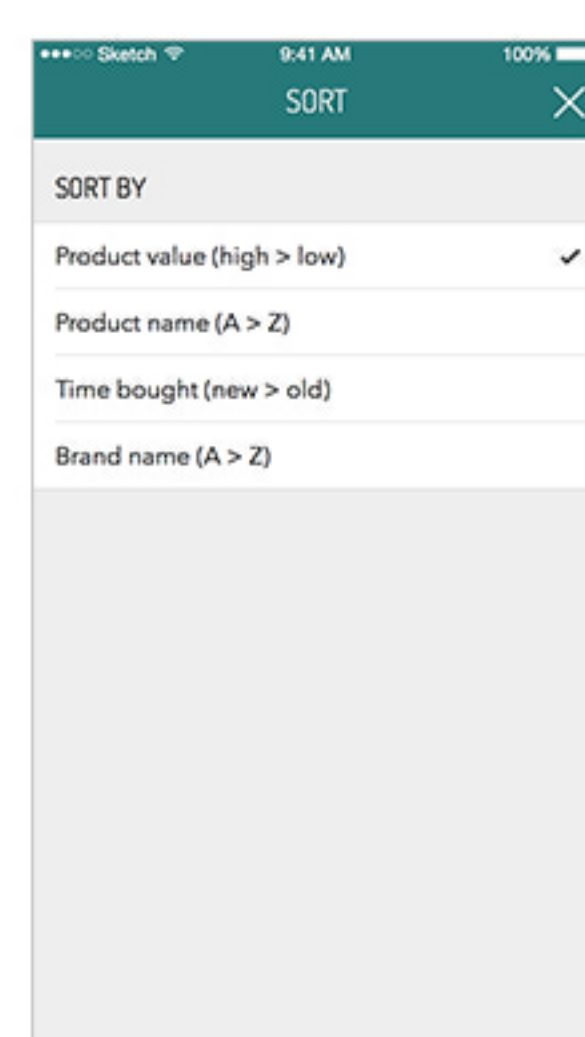 Sketch 9:41 AM 100%
SORT
SORT BY
Product value (high > low)
Product name (A > Z)
Time bought (new > old)
Brand name (A > Z)